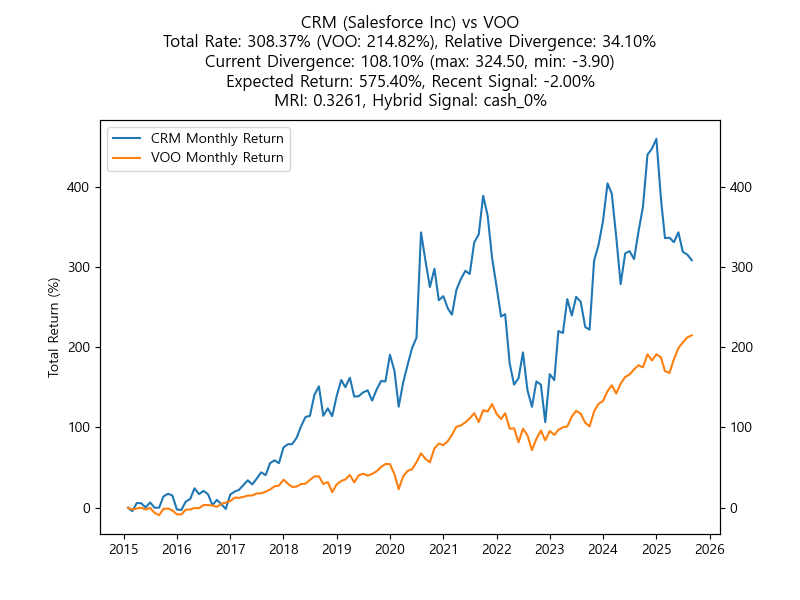 CRM (Salesforce Inc) vs VOO
Total Rate: 308.37% (VOO: 214.82%), Relative Divergence: 34.10%
Current Divergence: 108.10% (max: 324.50, min: -3.90)
Expected Return: 575.40%, Recent Signal: -2.00%
MRI: 0.3261, Hybrid Signal: cash_0%
CRM Monthly Return
VOO Monthly Return
Total Return (%)
400 400
300 300
200 200
100 100
0 0
2015 2016 2017 2018 2019 2020 2021 2022 2023 2024 2025 2026